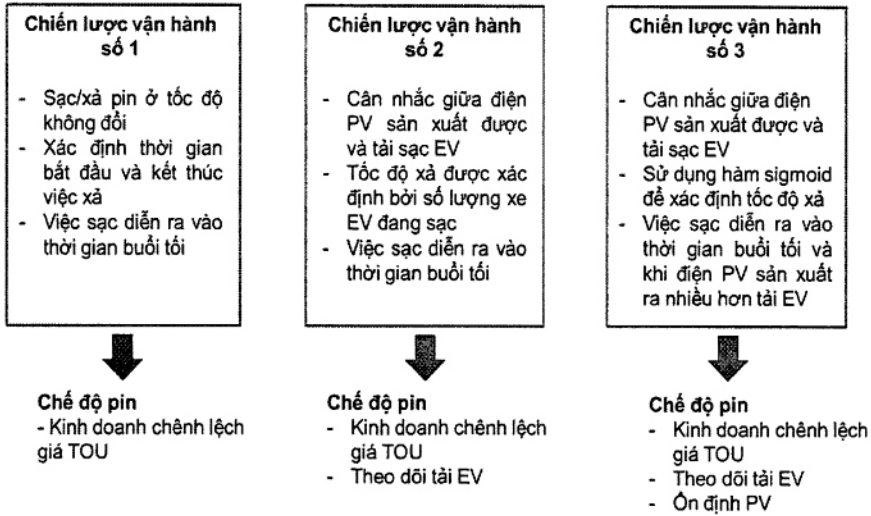 Chiến lược vận hành
số 1
- Sạc/xả pin ở tốc độ
không đổi
- Xác định thời gian
bắt đầu và kết thúc
việc xả
- Việc sạc diễn ra vào
thời gian buổi tối
Chế độ pin
- Kinh doanh chênh lệch
giá TOU
Chiến lược vận hành
số 2
- Cân nhắc giữa điện
PV sản xuất được
và tải sạc EV
- Tốc độ xả được xác
định bởi số lượng xe
EV đang sạc
- Việc sạc diễn ra vào
thời gian buổi tối
Chế độ pin
- Kinh doanh chênh lệch
giá TOU
- Theo dõi tải EV
Chiến lược vận hành
số 3
- Cân nhắc giữa điện
PV sản xuất được và
tải sạc EV
- Sử dụng hàm sigmoid
để xác định tốc độ xả
- Việc sạc diễn ra vào
thời gian buổi tối và
khi điện PV sản xuất
ra nhiều hơn tải EV
Chế độ pin
- Kinh doanh chênh lệch
giá TOU
- Theo dõi tải EV
- Ổn định PV